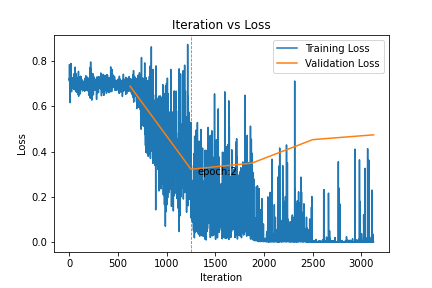 Iteration vs Loss
Training Loss
Validation Loss
Loss
0.8
0.6
0.4
0.2
0.0
epoch:2
0 500 1000 1500 2000 2500 3000
Iteration